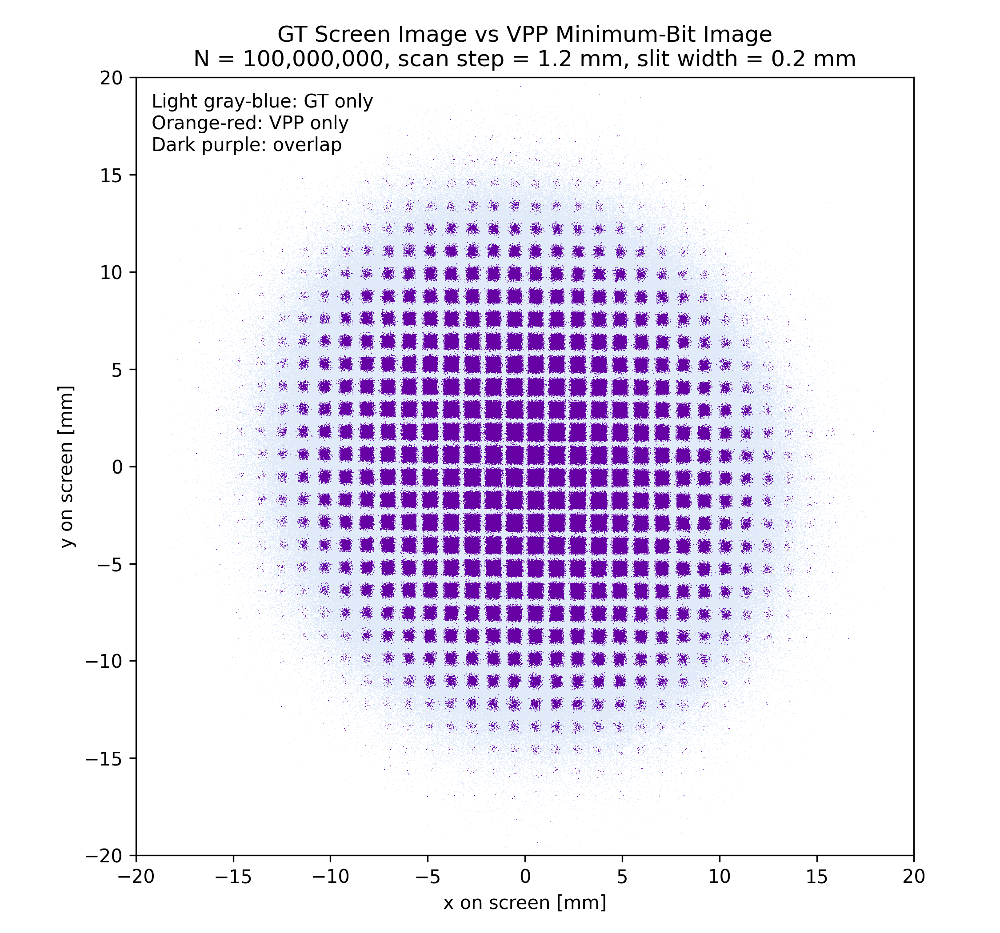 GT Screen Image vs VPP Minimum-Bit Image
N = 100,000,000, scan step = 1.2 mm, slit width = 0.2 mm
Light gray-blue: GT only
Orange-red: VPP only
Dark purple: overlap
20
15
10
5
0
−5
−10
−15
−20
y on screen [mm]
−20 −15 −10 −5 0 5 10 15 20
x on screen [mm]